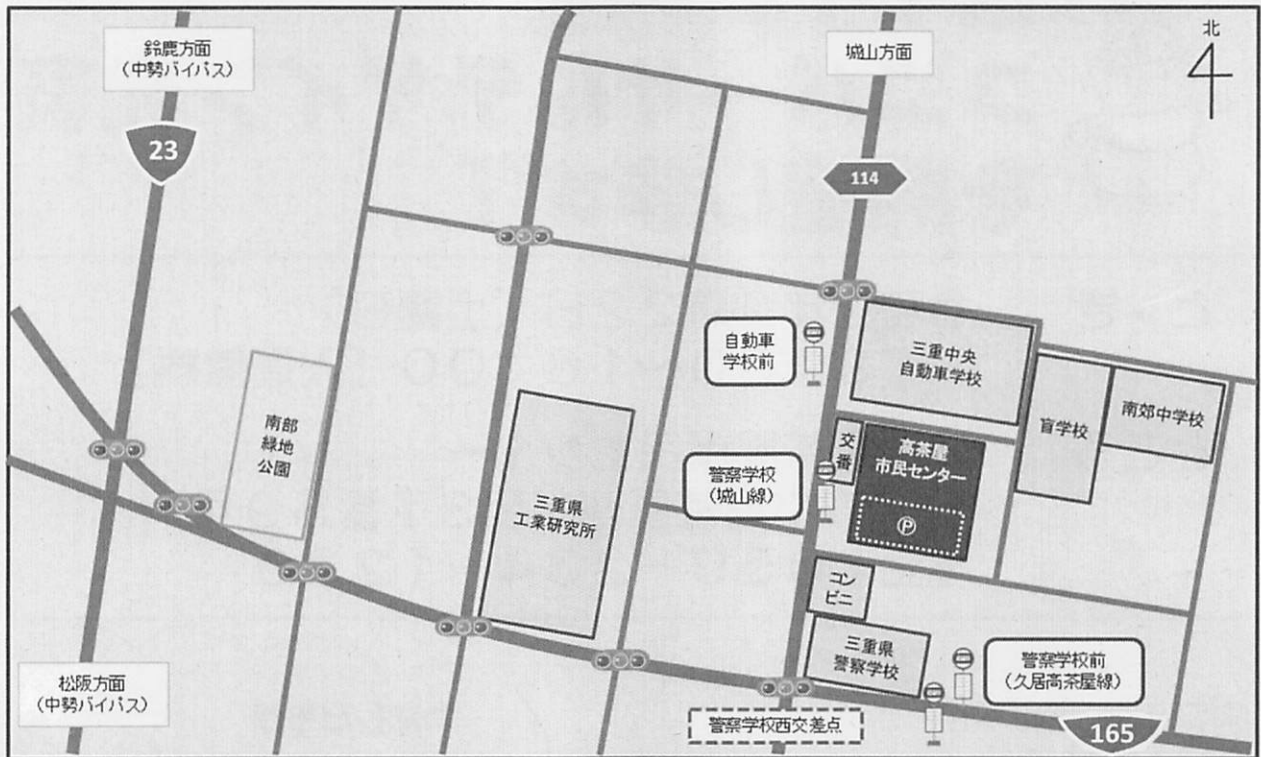 鈴鹿方面
（中勢バイパス）
城山方面
北
23
114
自動車
学校前
三重中央
自動車学校
南部
緑地
公園
盲学校
南郊中学校
交番
高茶屋
市民センター
警察学校
（城山線）
三重県
工業研究所
P
コン
ビニ
三重県
警察学校
警察学校前
（久居高茶屋線）
松阪方面
（中勢バイパス）
警察学校西交差点
165